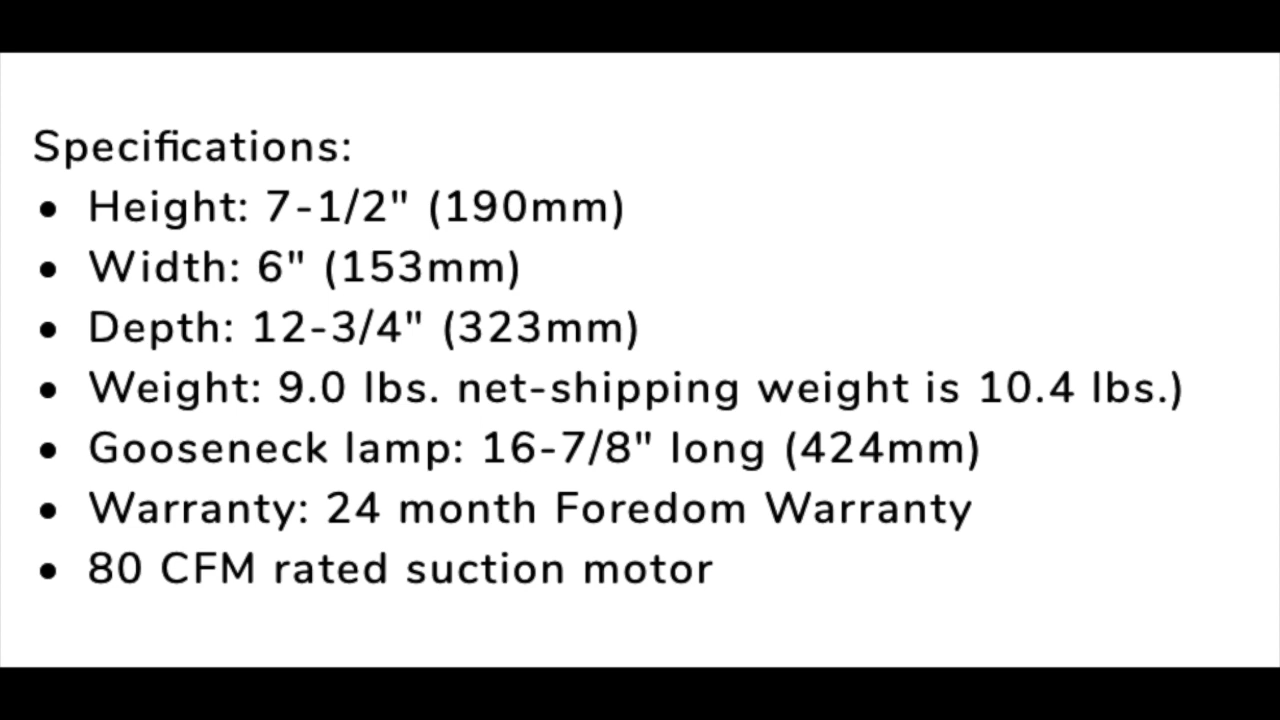 Specifications:
• Height: 7-1/2" (190mm)
• Width: 6" (153mm)
• Depth: 12-3/4" (323mm)
• Weight: 9.0 lbs. net-shipping weight is 10.4 lbs.)
• Gooseneck lamp: 16-7/8" long (424mm)
• Warranty: 24 month Foredom Warranty
• 80 CFM rated suction motor